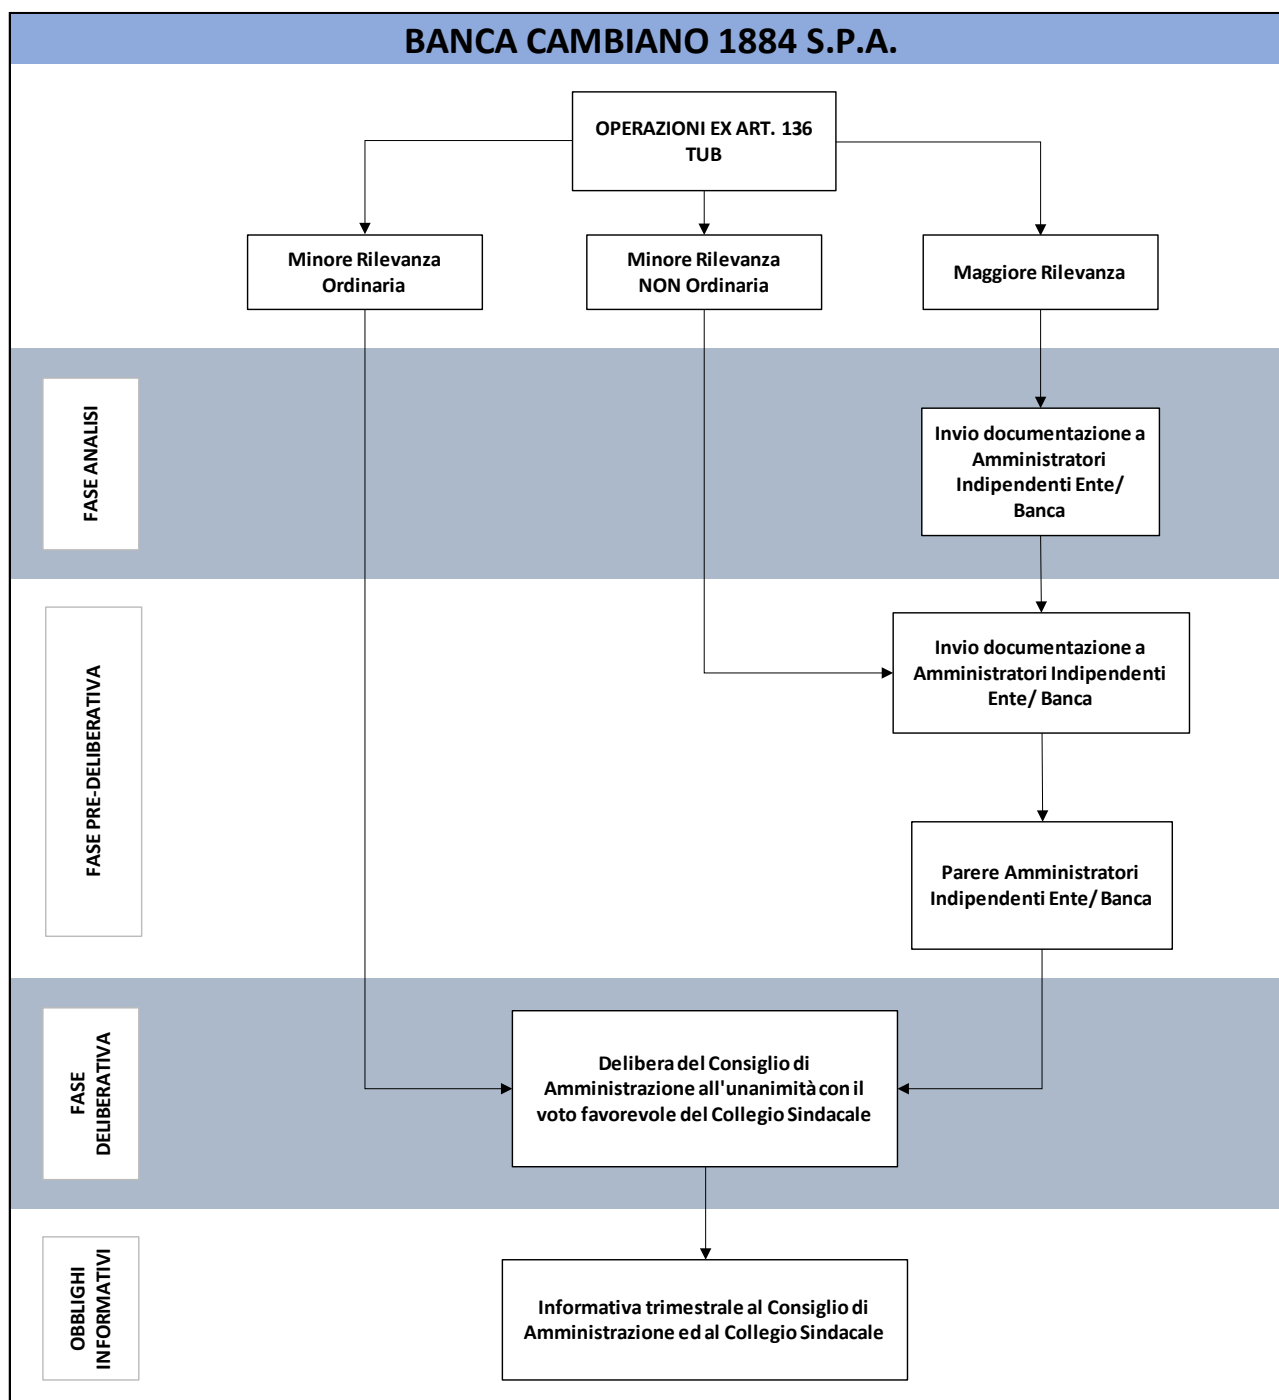 BANCA CAMBIANO 1884 S.P.A.
OPERAZIONI EX ART. 136
TUB
Minore Rilevanza
Ordinaria
Minore Rilevanza
NON Ordinaria
Maggiore Rilevanza
FASE ANALISI
Invio documentazione a
Amministratori
Indipendenti Ente/
Banca
FASE PRE-DELIBERATIVA
Invio documentazione a
Amministratori Indipendenti
Ente/ Banca
Parere Amministratori
Indipendenti Ente/ Banca
FASE
DELIBERATIVA
Delibera del Consiglio di
Amministrazione all'unanimità con il
voto favorevole del Collegio Sindacale
OBBLIGHI
INFORMATIVI
Informativa trimestrale al Consiglio di
Amministrazione ed al Collegio Sindacale